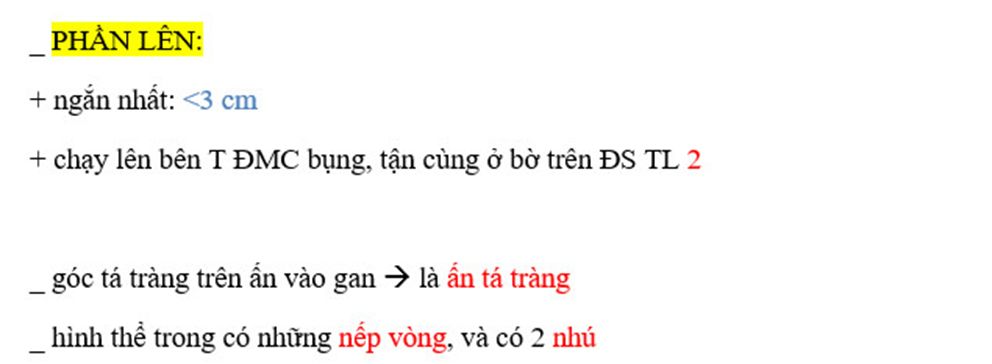 _ PHẦN LÊN:
+ ngắn nhất: <3 cm
+ chạy lên bên T ĐMC bụng, tận cùng ở bờ trên ĐS TL 2
_ góc tá tràng trên ấn vào gan → là ấn tá tràng
_ hình thể trong có những nếp vòng, và có 2 nhú